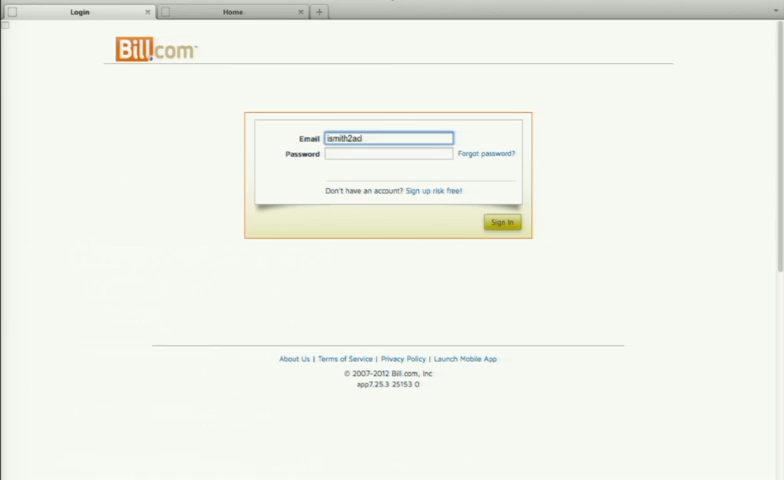 Login
Home
Bill.com
Email ismith2ad
Password Forgot password?
Don't have an account? Sign up risk free!
Sign In
About Us | Terms of Service | Privacy Policy | Launch Mobile App
© 2007-2012 Bill.com, Inc
app7.25.3 25153 0